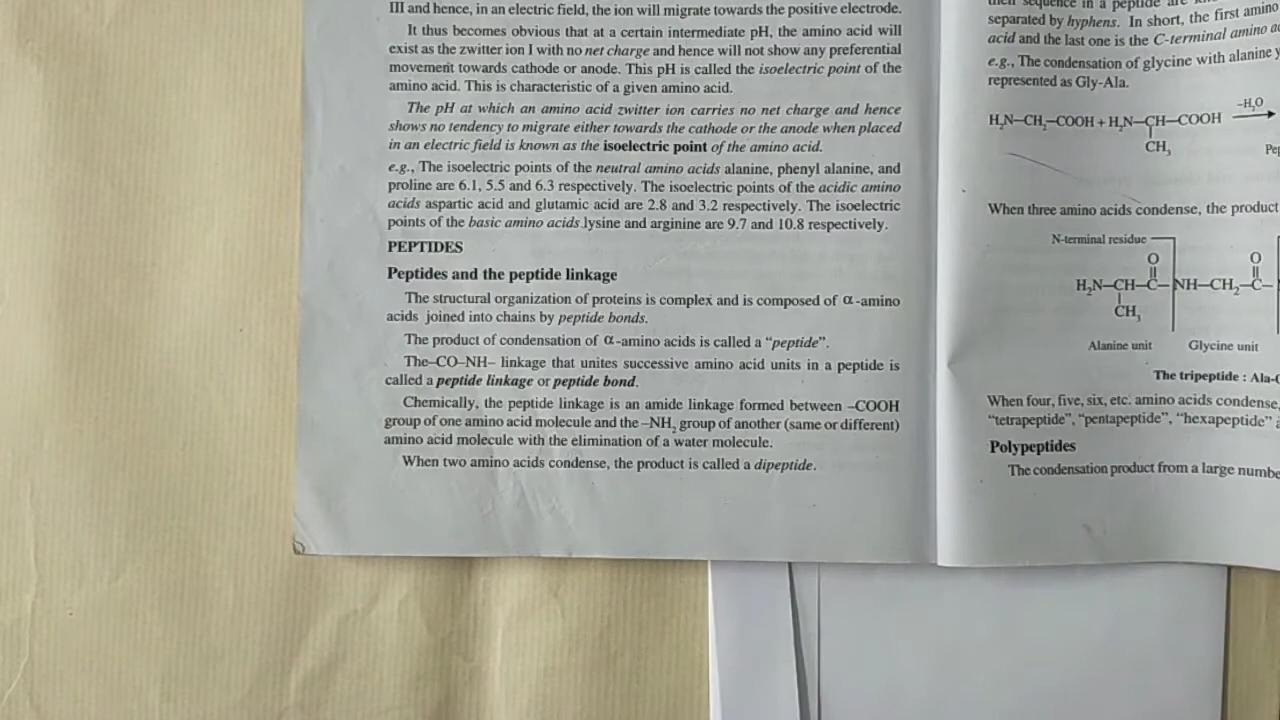 III and hence, in an electric field, the ion will migrate towards the positive electrode.
It thus becomes obvious that at a certain intermediate pH, the amino acid will
exist as the zwitter ion I with no net charge and hence will not show any preferential
movement towards cathode or anode. This pH is called the isoelectric point of the
amino acid. This is characteristic of a given amino acid.
The pH at which an amino acid zwitter ion carries no net charge and hence
shows no tendency to migrate either towards the cathode or the anode when placed
in an electric field is known as the isoelectric point of the amino acid.
e.g., The isoelectric points of the neutral amino acids alanine, phenyl alanine, and
proline are 6.1, 5.5 and 6.3 respectively. The isoelectric points of the acidic amino
acids aspartic acid and glutamic acid are 2.8 and 3.2 respectively. The isoelectric
points of the basic amino acids lysine and arginine are 9.7 and 10.8 respectively.
PEPTIDES
Peptides and the peptide linkage
The structural organization of proteins is complex and is composed of α-amino
acids joined into chains by peptide bonds.
The product of condensation of α-amino acids is called a “peptide”.
The–CO–NH– linkage that unites successive amino acid units in a peptide is
called a peptide linkage or peptide bond.
Chemically, the peptide linkage is an amide linkage formed between –COOH
group of one amino acid molecule and the –NH₂ group of another (same or different)
amino acid molecule with the elimination of a water molecule.
When two amino acids condense, the product is called a dipeptide.
sequence in a peptide
separated by hyphens. In short, the first amino
acid and the last one is the C-terminal amino
e.g., The condensation of glycine with alanine
represented as Gly-Ala.
–H₂O
H₂N–CH₂–COOH + H₂N–CH–COOH
CH₃
When three amino acids condense, the product
N-terminal residue
O O
H₂N–CH–C–NH–CH₂–C–
CH₃
Alanine unit Glycine unit
The tripeptide : Ala-
When four, five, six, etc. amino acids condense,
“tetrapeptide”, “pentapeptide”, “hexapeptide”
Polypeptides
The condensation product from a large